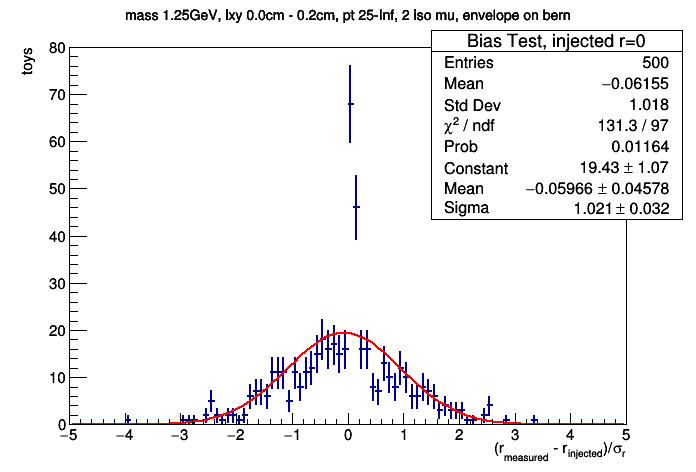 mass 1.25GeV, lxy 0.0cm - 0.2cm, pt 25-Inf, 2 Iso mu, envelope on bern
Bias Test, injected r=0
Entries 500
Mean −0.06155
Std Dev 1.018
χ² / ndf 131.3 / 97
Prob 0.01164
Constant 19.43 ± 1.07
Mean −0.05966 ± 0.04578
Sigma 1.021 ± 0.032
toys
80
70
60
50
40
30
20
10
0
−5 −4 −3 −2 −1 0 1 2 3 4 5
(r_measured - r_injected)/σ_r